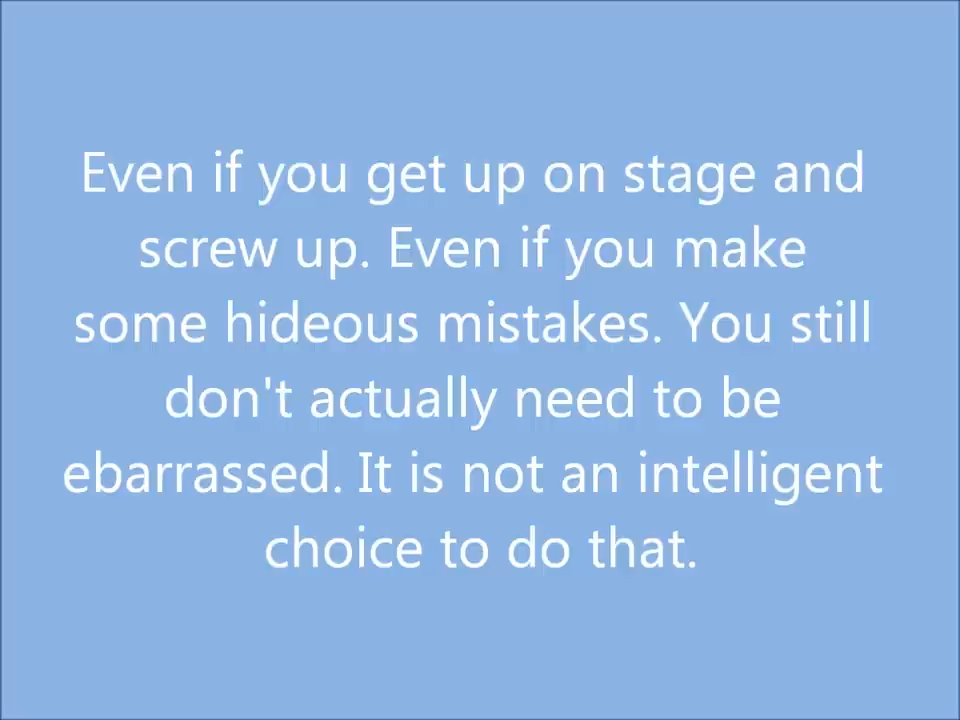 Even if you get up on stage and
screw up. Even if you make
some hideous mistakes. You still
don't actually need to be
ebarrassed. It is not an intelligent
choice to do that.